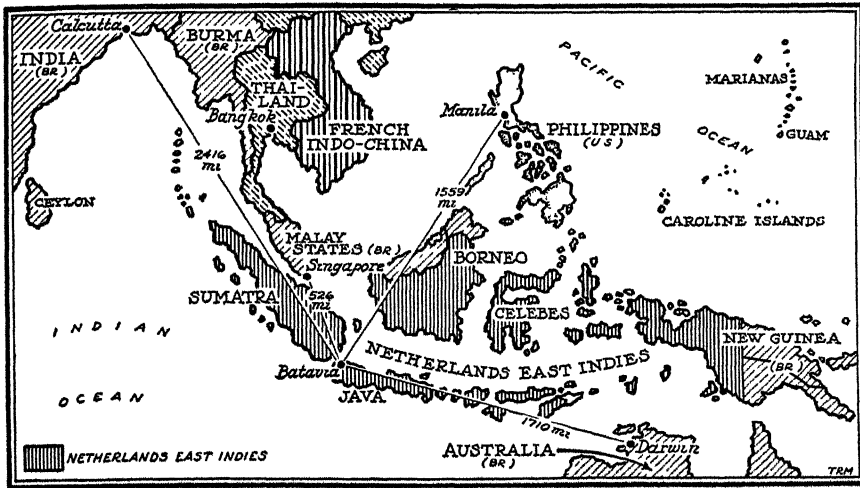 Calcutta
BURMA
(BR)
INDIA
(BR)
PACIFIC
OCEAN
MARIANAS
GUAM
THAI-
LAND
Bangkok
FRENCH
INDO-CHINA
Manila
PHILIPPINES
(US)
2416
mi
1559
mi
CEYLON
CAROLINE ISLANDS
MALAY
STATES (BR)
Singapore
BORNEO
SUMATRA
526
mi
CELEBES
INDIAN
OCEAN
NEW GUINEA
(BR
NETHERLANDS EAST INDIES
Batavia
JAVA
1710 mi
Darwin
AUSTRALIA
(BR)
NETHERLANDS EAST INDIES
TRM